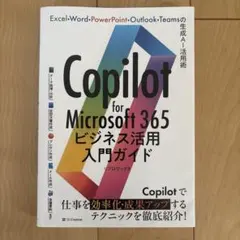 Excel・Word・PowerPoint・Outlook・Teamsの生成AI活用術
Copilot
for
Microsoft 365
ビジネス活用
入門ガイド
Copilotで
仕事を効率化・成果アップする
テクニックを徹底紹介!